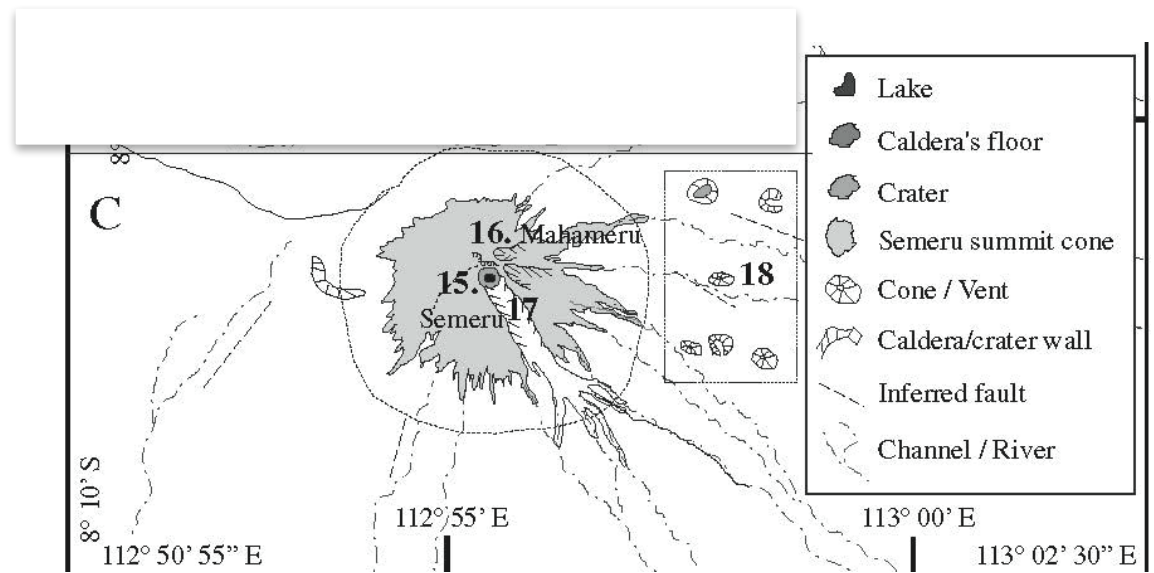 Lake
Caldera's floor
Crater
Semeru summit cone
Cone / Vent
Caldera/crater wall
Inferred fault
Channel / River
C
16. Mahameru
15.
Semeru
17
18
8° 10' S
112° 55' E
113° 00' E
112° 50' 55" E
113° 02' 30" E